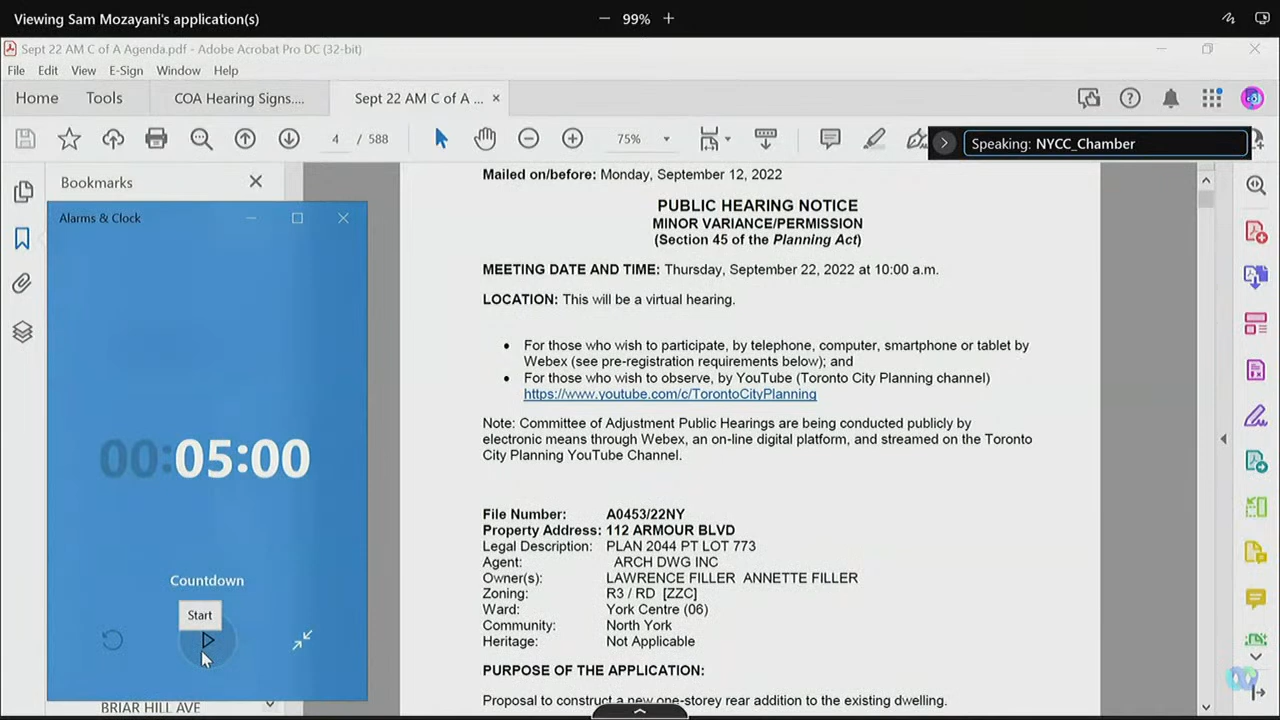 Viewing Sam Mozayani's application(s)
99%
Sept 22 AM C of A Agenda.pdf - Adobe Acrobat Pro DC (32-bit)
File Edit View E-Sign Window Help
Home Tools COA Hearing Signs.... Sept 22 AM C of A ... ×
4 / 588 75%
Speaking: NYCC_Chamber
Bookmarks
Alarms & Clock
00:05:00
Countdown
Start
BRIAR HILL AVE
Mailed on/before: Monday, September 12, 2022
PUBLIC HEARING NOTICE
MINOR VARIANCE/PERMISSION
(Section 45 of the Planning Act)
MEETING DATE AND TIME: Thursday, September 22, 2022 at 10:00 a.m.
LOCATION: This will be a virtual hearing.
• For those who wish to participate, by telephone, computer, smartphone or tablet by
Webex (see pre-registration requirements below); and
• For those who wish to observe, by YouTube (Toronto City Planning channel)
https://www.youtube.com/c/TorontoCityPlanning
Note: Committee of Adjustment Public Hearings are being conducted publicly by
electronic means through Webex, an on-line digital platform, and streamed on the Toronto
City Planning YouTube Channel.
File Number: A0453/22NY
Property Address: 112 ARMOUR BLVD
Legal Description: PLAN 2044 PT LOT 773
Agent: ARCH DWG INC
Owner(s): LAWRENCE FILLER ANNETTE FILLER
Zoning: R3 / RD [ZZC]
Ward: York Centre (06)
Community: North York
Heritage: Not Applicable
PURPOSE OF THE APPLICATION:
Proposal to construct a new one-storey rear addition to the existing dwelling.